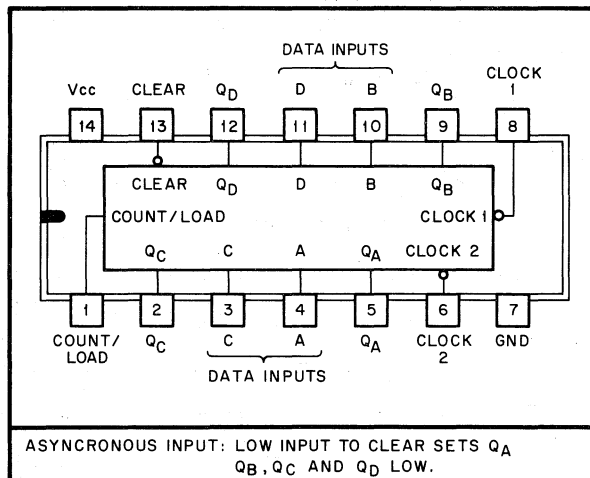 DATA INPUTS
CLOCK
Vcc CLEAR QD D B QB 1
14 13 12 11 10 9 8
CLEAR QD D B QB
COUNT/LOAD CLOCK 1
CLOCK 2
QC C A QA
1 2 3 4 5 6 7
COUNT/ QC C A QA CLOCK GND
LOAD 2
DATA INPUTS
ASYNCRONOUS INPUT: LOW INPUT TO CLEAR SETS QA
QB, QC AND QD LOW.